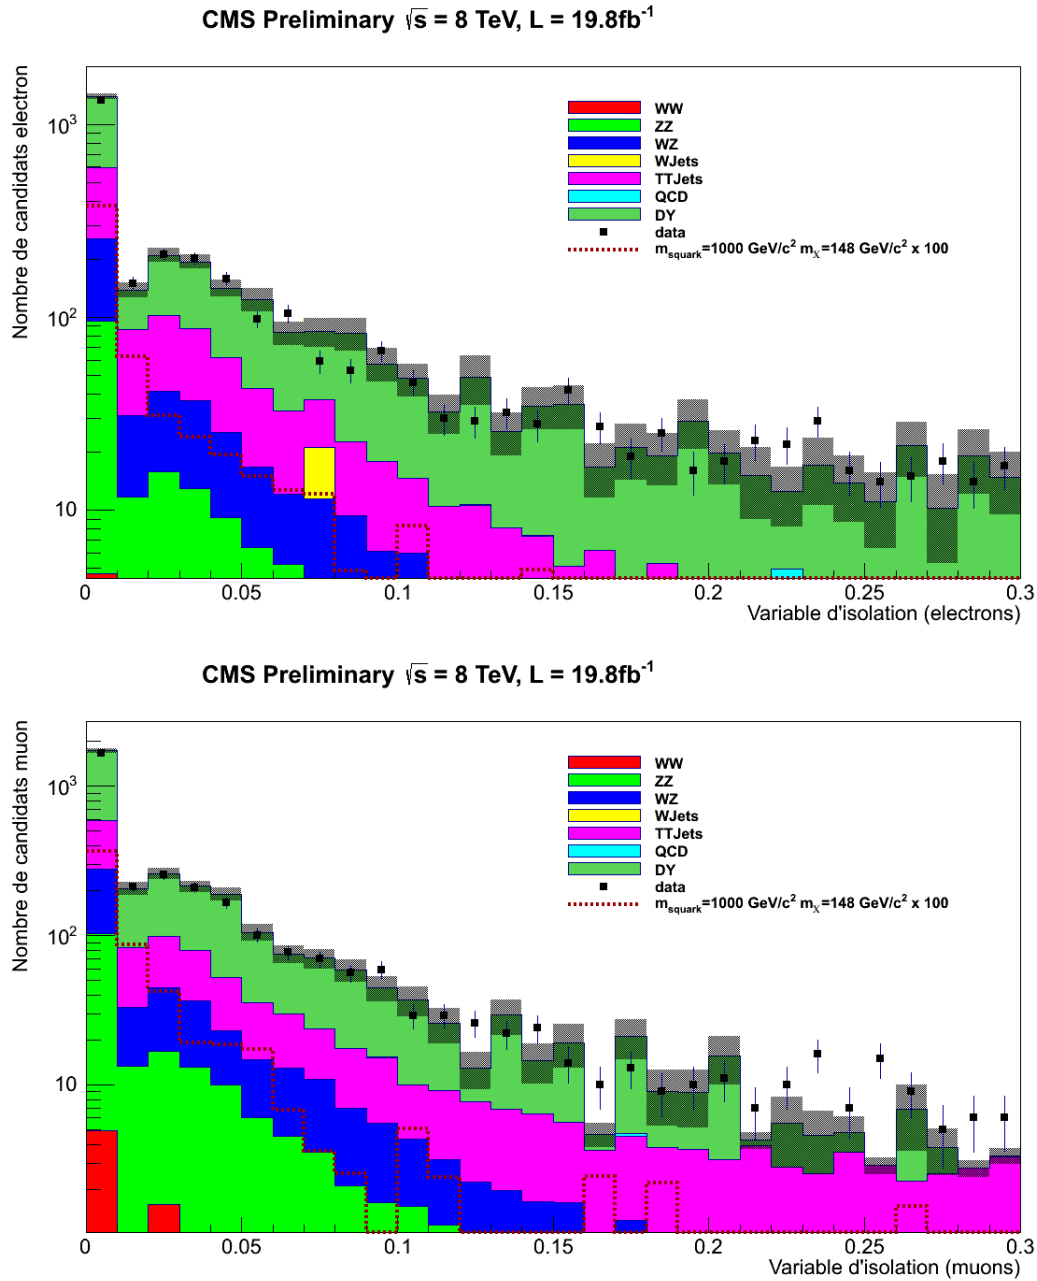 CMS Preliminary √s = 8 TeV, L = 19.8fb⁻¹
Nombre de candidats electron
10³
10²
10
WW
ZZ
WZ
WJets
TTJets
QCD
DY
data
m_squark=1000 GeV/c² m_χ=148 GeV/c² x 100
0 0.05 0.1 0.15 0.2 0.25 0.3
Variable d'isolation (electrons)
CMS Preliminary √s = 8 TeV, L = 19.8fb⁻¹
Nombre de candidats muon
10³
10²
10
WW
ZZ
WZ
WJets
TTJets
QCD
DY
data
m_squark=1000 GeV/c² m_χ=148 GeV/c² x 100
0 0.05 0.1 0.15 0.2 0.25 0.3
Variable d'isolation (muons)